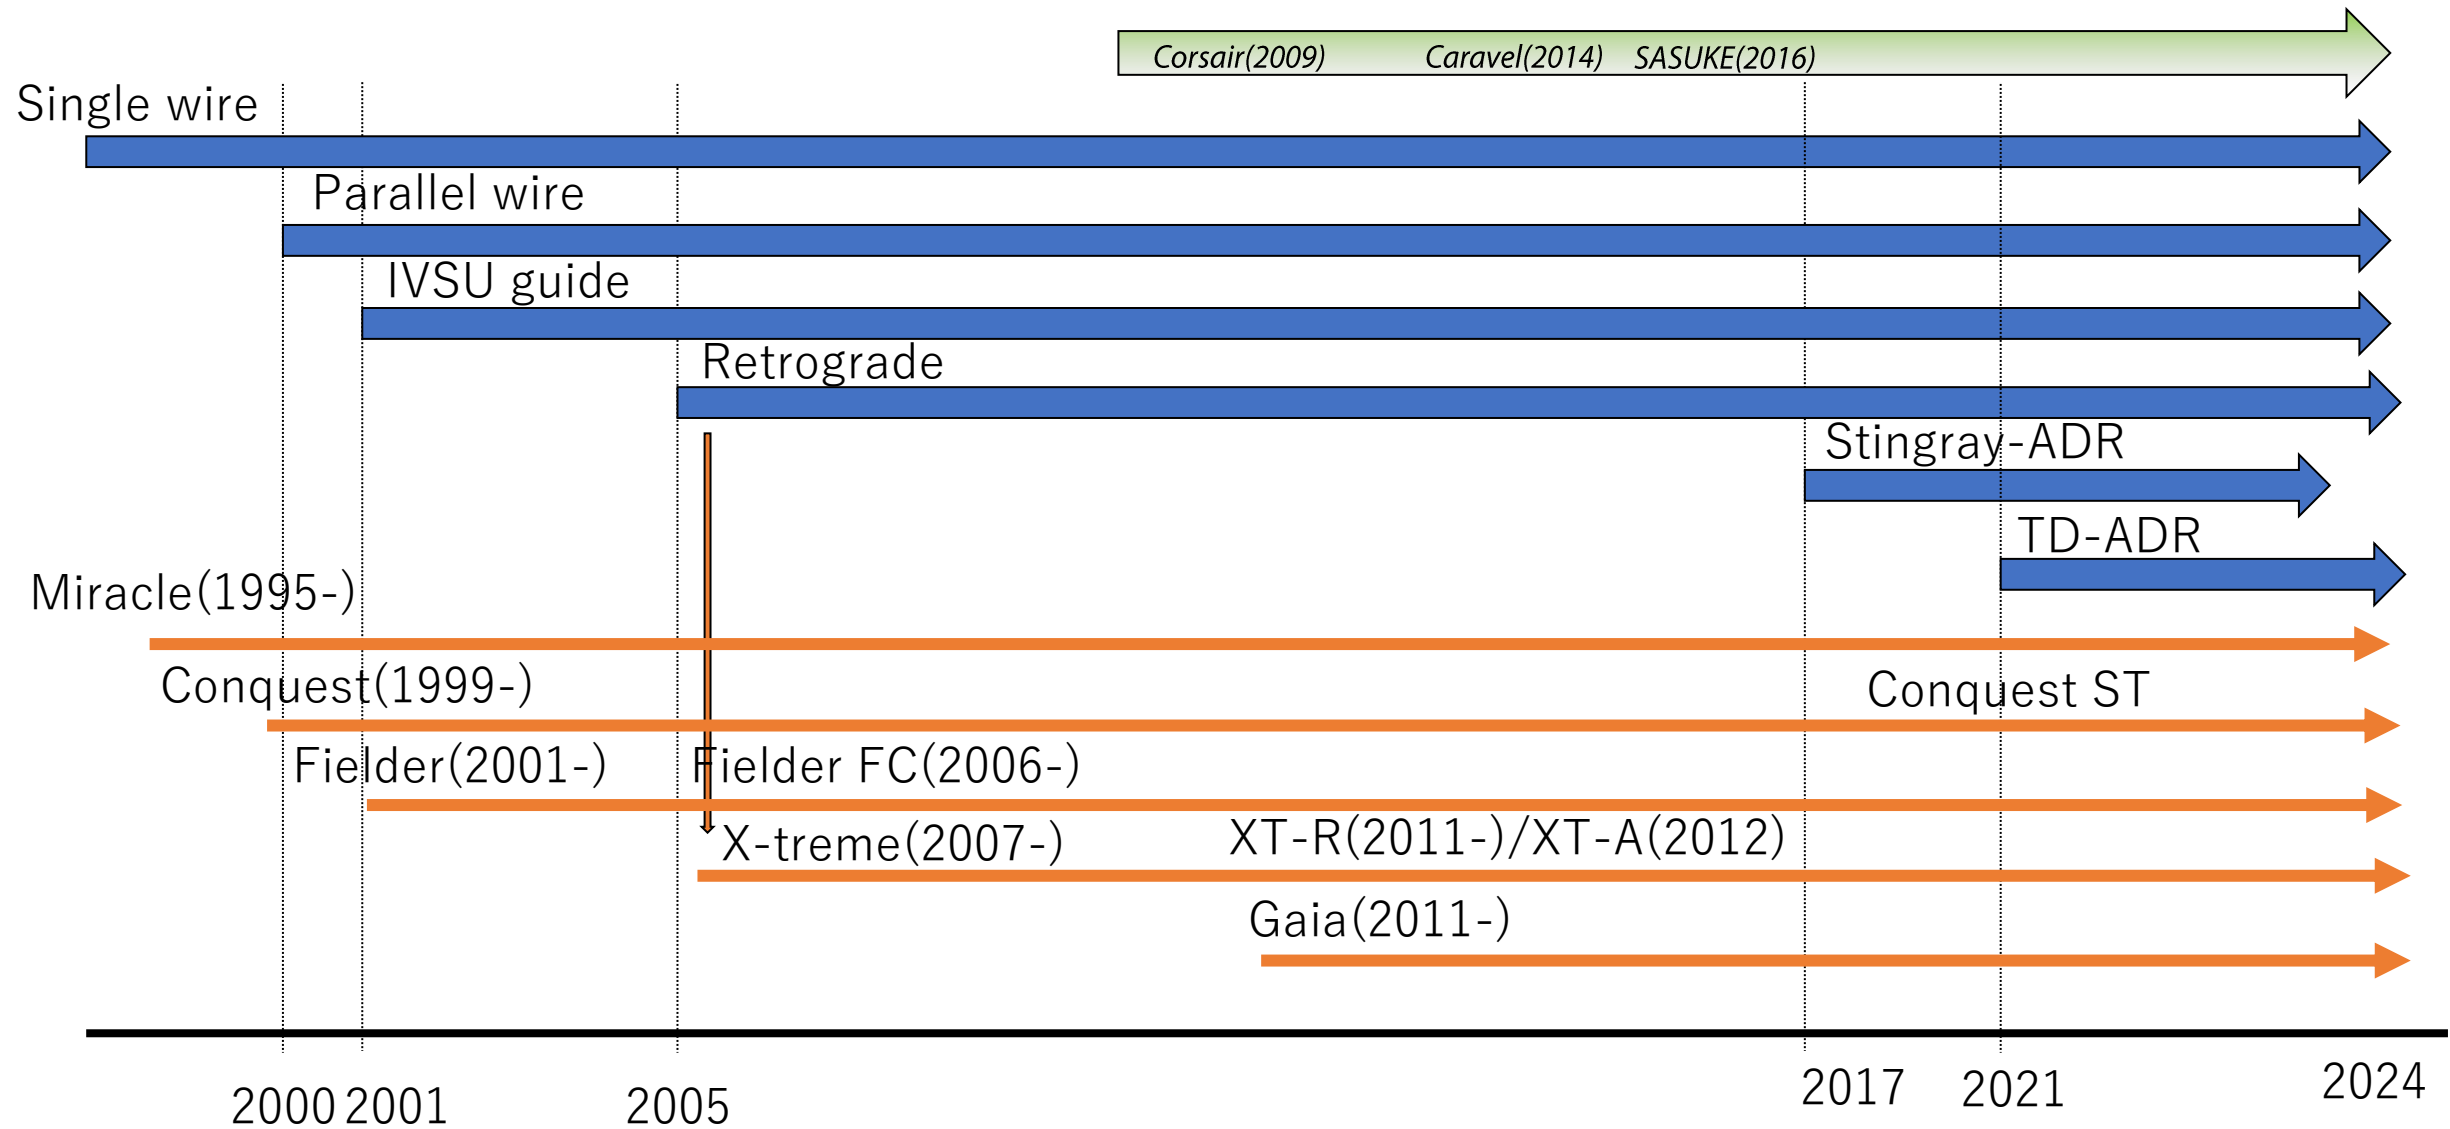 Corsair(2009) Caravel(2014) SASUKE(2016)
Single wire
Parallel wire
IVSU guide
Retrograde
Stingray-ADR
TD-ADR
Miracle(1995-)
Conquest(1999-) Conquest ST
Fielder(2001-) Fielder FC(2006-)
X-treme(2007-) XT-R(2011-)/XT-A(2012)
Gaia(2011-)
2000 2001 2005 2017 2021 2024